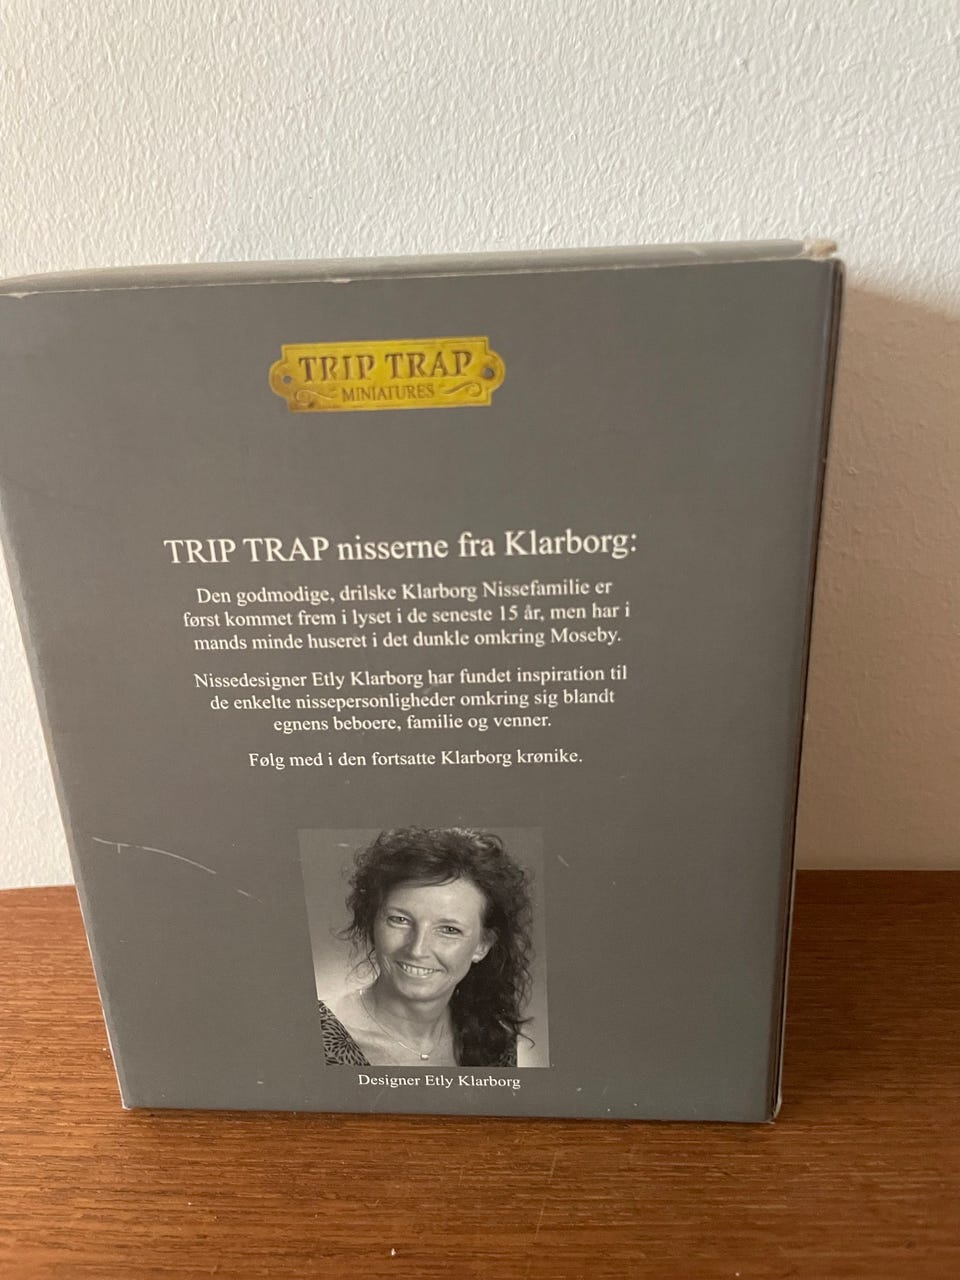 TRIP TRAP
MINIATURES
TRIP TRAP nisserne fra Klarborg:
Den godmodige, drilske Klarborg Nissefamilie er
først kommet frem i lyset i de seneste 15 år, men har i
mands minde huseret i det dunkle omkring Moseby.
Nissedesigner Etly Klarborg har fundet inspiration til
de enkelte nissepersonligheder omkring sig blandt
egnens beboere, familie og venner.
Følg med i den fortsatte Klarborg krønike.
Designer Etly Klarborg